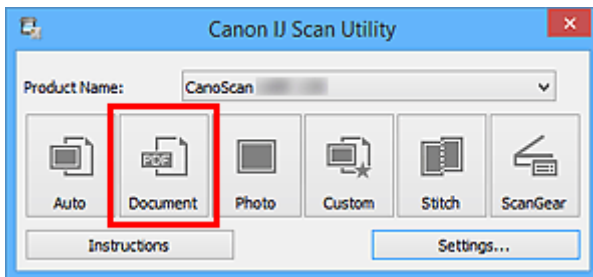 Canon IJ Scan Utility
Product Name: CanoScan
PDF
Auto Document Photo Custom Stitch ScanGear
Instructions Settings...